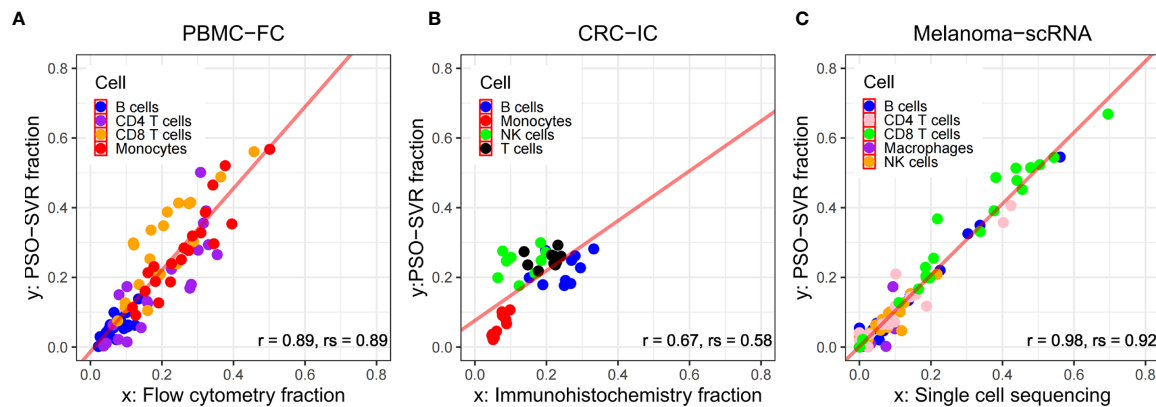 A
PBMC−FC
y: PSO−SVR fraction
0.8
0.6
0.4
0.2
0.0
Cell
B cells
CD4 T cells
CD8 T cells
Monocytes
r = 0.89, rs = 0.89
0.0 0.2 0.4 0.6 0.8
x: Flow cytometry fraction
B
CRC−IC
y:PSO−SVR fraction
0.8
0.6
0.4
0.2
0.0
Cell
B cells
Monocytes
NK cells
T cells
r = 0.67, rs = 0.58
0.0 0.2 0.4 0.6 0.8
x: Immunohistochemistry fraction
C
Melanoma−scRNA
y: PSO−SVR fraction
0.8
0.6
0.4
0.2
0.0
Cell
B cells
CD4 T cells
CD8 T cells
Macrophages
NK cells
r = 0.98, rs = 0.92
0.0 0.2 0.4 0.6 0.8
x: Single cell sequencing